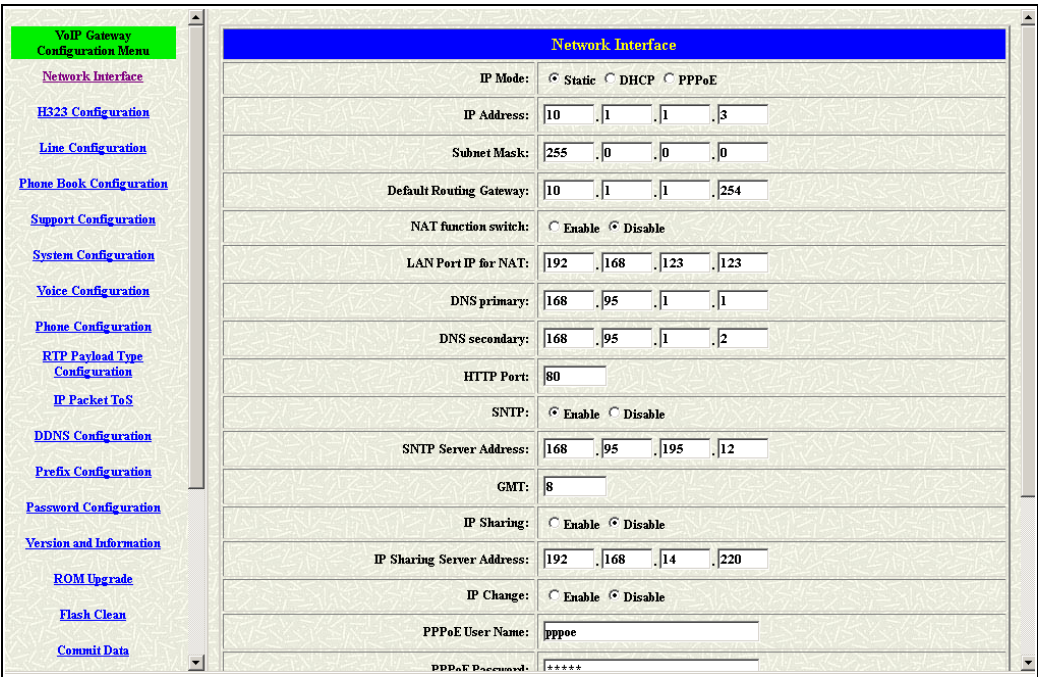 VoIP Gateway
Configuration Menu
Network Interface
H323 Configuration
Line Configuration
Phone Book Configuration
Support Configuration
System Configuration
Voice Configuration
Phone Configuration
RTP Payload Type
Configuration
IP Packet ToS
DDNS Configuration
Prefix Configuration
Password Configuration
Version and Information
ROM Upgrade
Flash Clean
Commit Data
Network Interface
IP Mode: Static DHCP PPPoE
IP Address: 10 . 1 . 1 . 3
Subnet Mask: 255 . 0 . 0 . 0
Default Routing Gateway: 10 . 1 . 1 . 254
NAT function switch: Enable Disable
LAN Port IP for NAT: 192 . 168 . 123 . 123
DNS primary: 168 . 95 . 1 . 1
DNS secondary: 168 . 95 . 1 . 2
HTTP Port: 80
SNTP: Enable Disable
SNTP Server Address: 168 . 95 . 195 . 12
GMT: 8
IP Sharing: Enable Disable
IP Sharing Server Address: 192 . 168 . 14 . 220
IP Change: Enable Disable
PPPoE User Name: pppoe
PPPoE Password: *****